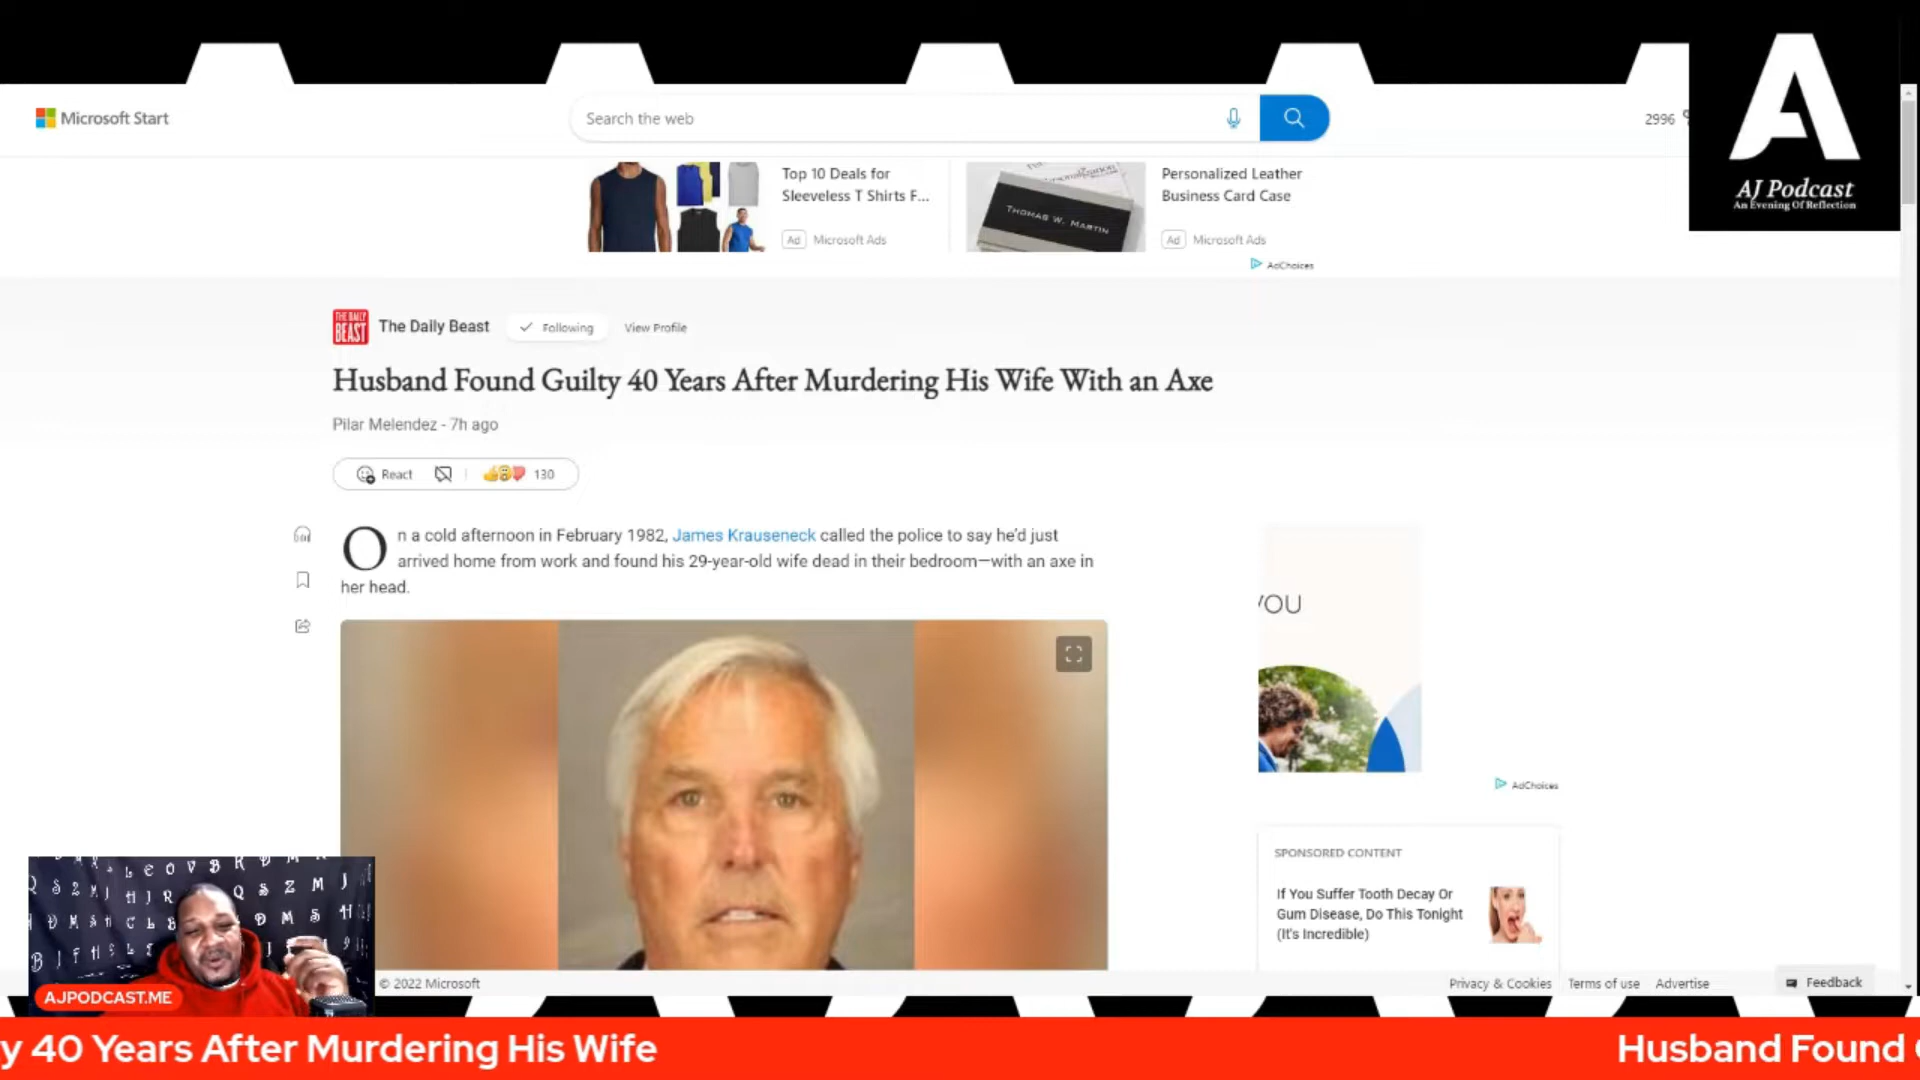 Microsoft Start
Search the web
2996
A
AJ Podcast
An Evening Of Reflection
Top 10 Deals for
Sleeveless T Shirts F...
Ad Microsoft Ads
THOMAS W. MARTIN
Personalized Leather
Business Card Case
Ad Microsoft Ads
AdChoices
THE DAILY
BEAST
The Daily Beast
Following
View Profile
Husband Found Guilty 40 Years After Murdering His Wife With an Axe
Pilar Melendez - 7h ago
React
130
On a cold afternoon in February 1982, James Krauseneck called the police to say he'd just
arrived home from work and found his 29-year-old wife dead in their bedroom—with an axe in
her head.
YOU
AdChoices
SPONSORED CONTENT
If You Suffer Tooth Decay Or
Gum Disease, Do This Tonight
(It's Incredible)
AJPODCAST.ME
© 2022 Microsoft
Privacy & Cookies
Terms of use
Advertise
Feedback
y 40 Years After Murdering His Wife
Husband Found